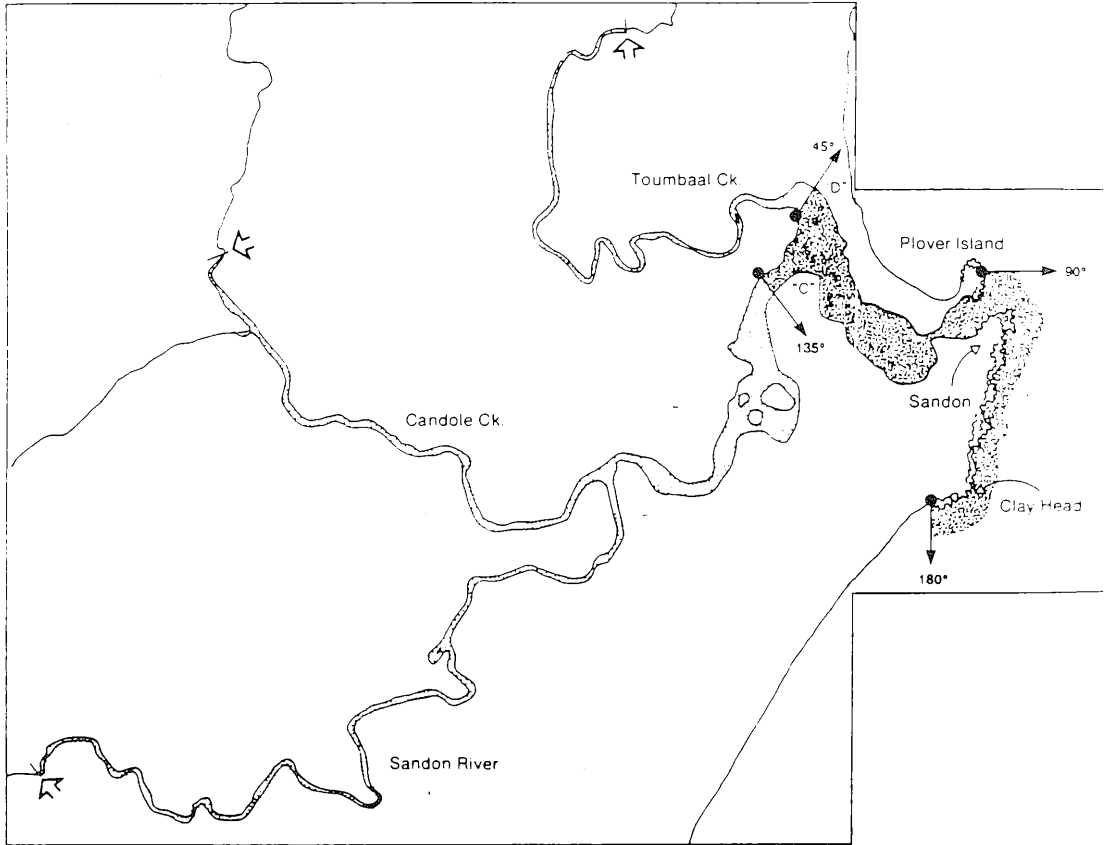 45°
Toumbaal Ck.
"D"
Plover Island
90°
"C"
135°
Sandon
Candole Ck.
Clay Head
180°
Sandon River